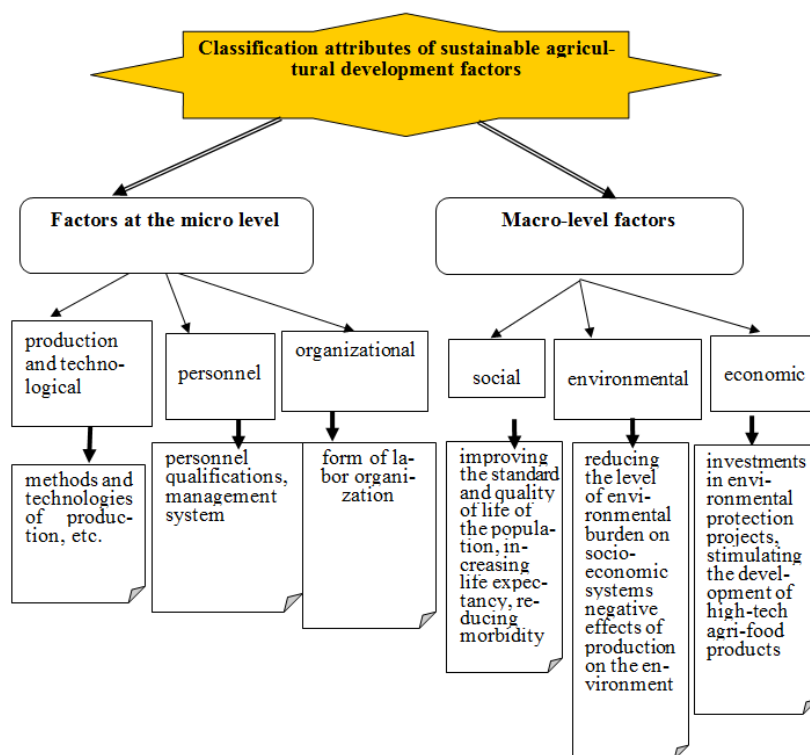 Classification attributes of sustainable agricul-
tural development factors
Factors at the micro level
Macro-level factors
production
and techno-
logical
personnel
organizational
social
environmental
economic
methods and
technologies
of produc-
tion, etc.
personnel
qualifications,
management
system
form of la-
bor organi-
zation
improving
the standard
and quality
of life of
the popula-
tion, in-
creasing
life expec-
tancy, re-
ducing
morbidity
reducing
the level
of envi-
ronmental
burden on
socio-
economic
systems
negative
effects of
production
on the en-
vironment
investments
in envi-
ronmental
protection
projects,
stimulating
the devel-
opment of
high-tech
agri-food
products